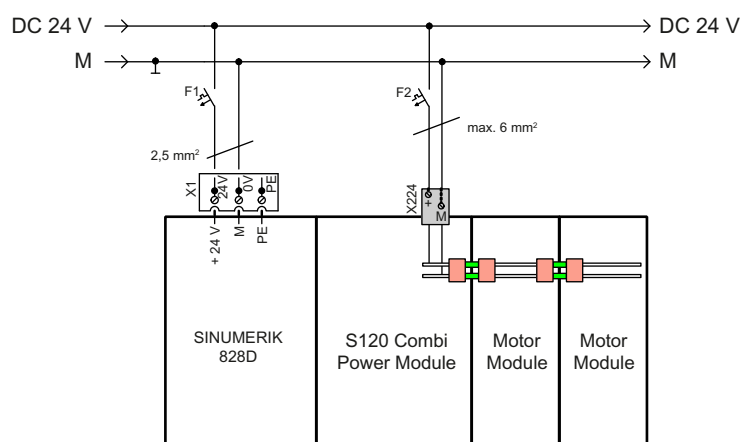 DC 24 V
DC 24 V
M
M
F1
F2
2,5 mm²
max. 6 mm²
X1
24V
0V
PE
X224
+
M
+ 24 V
M
PE
SINUMERIK
828D
S120 Combi
Power Module
Motor
Module
Motor
Module